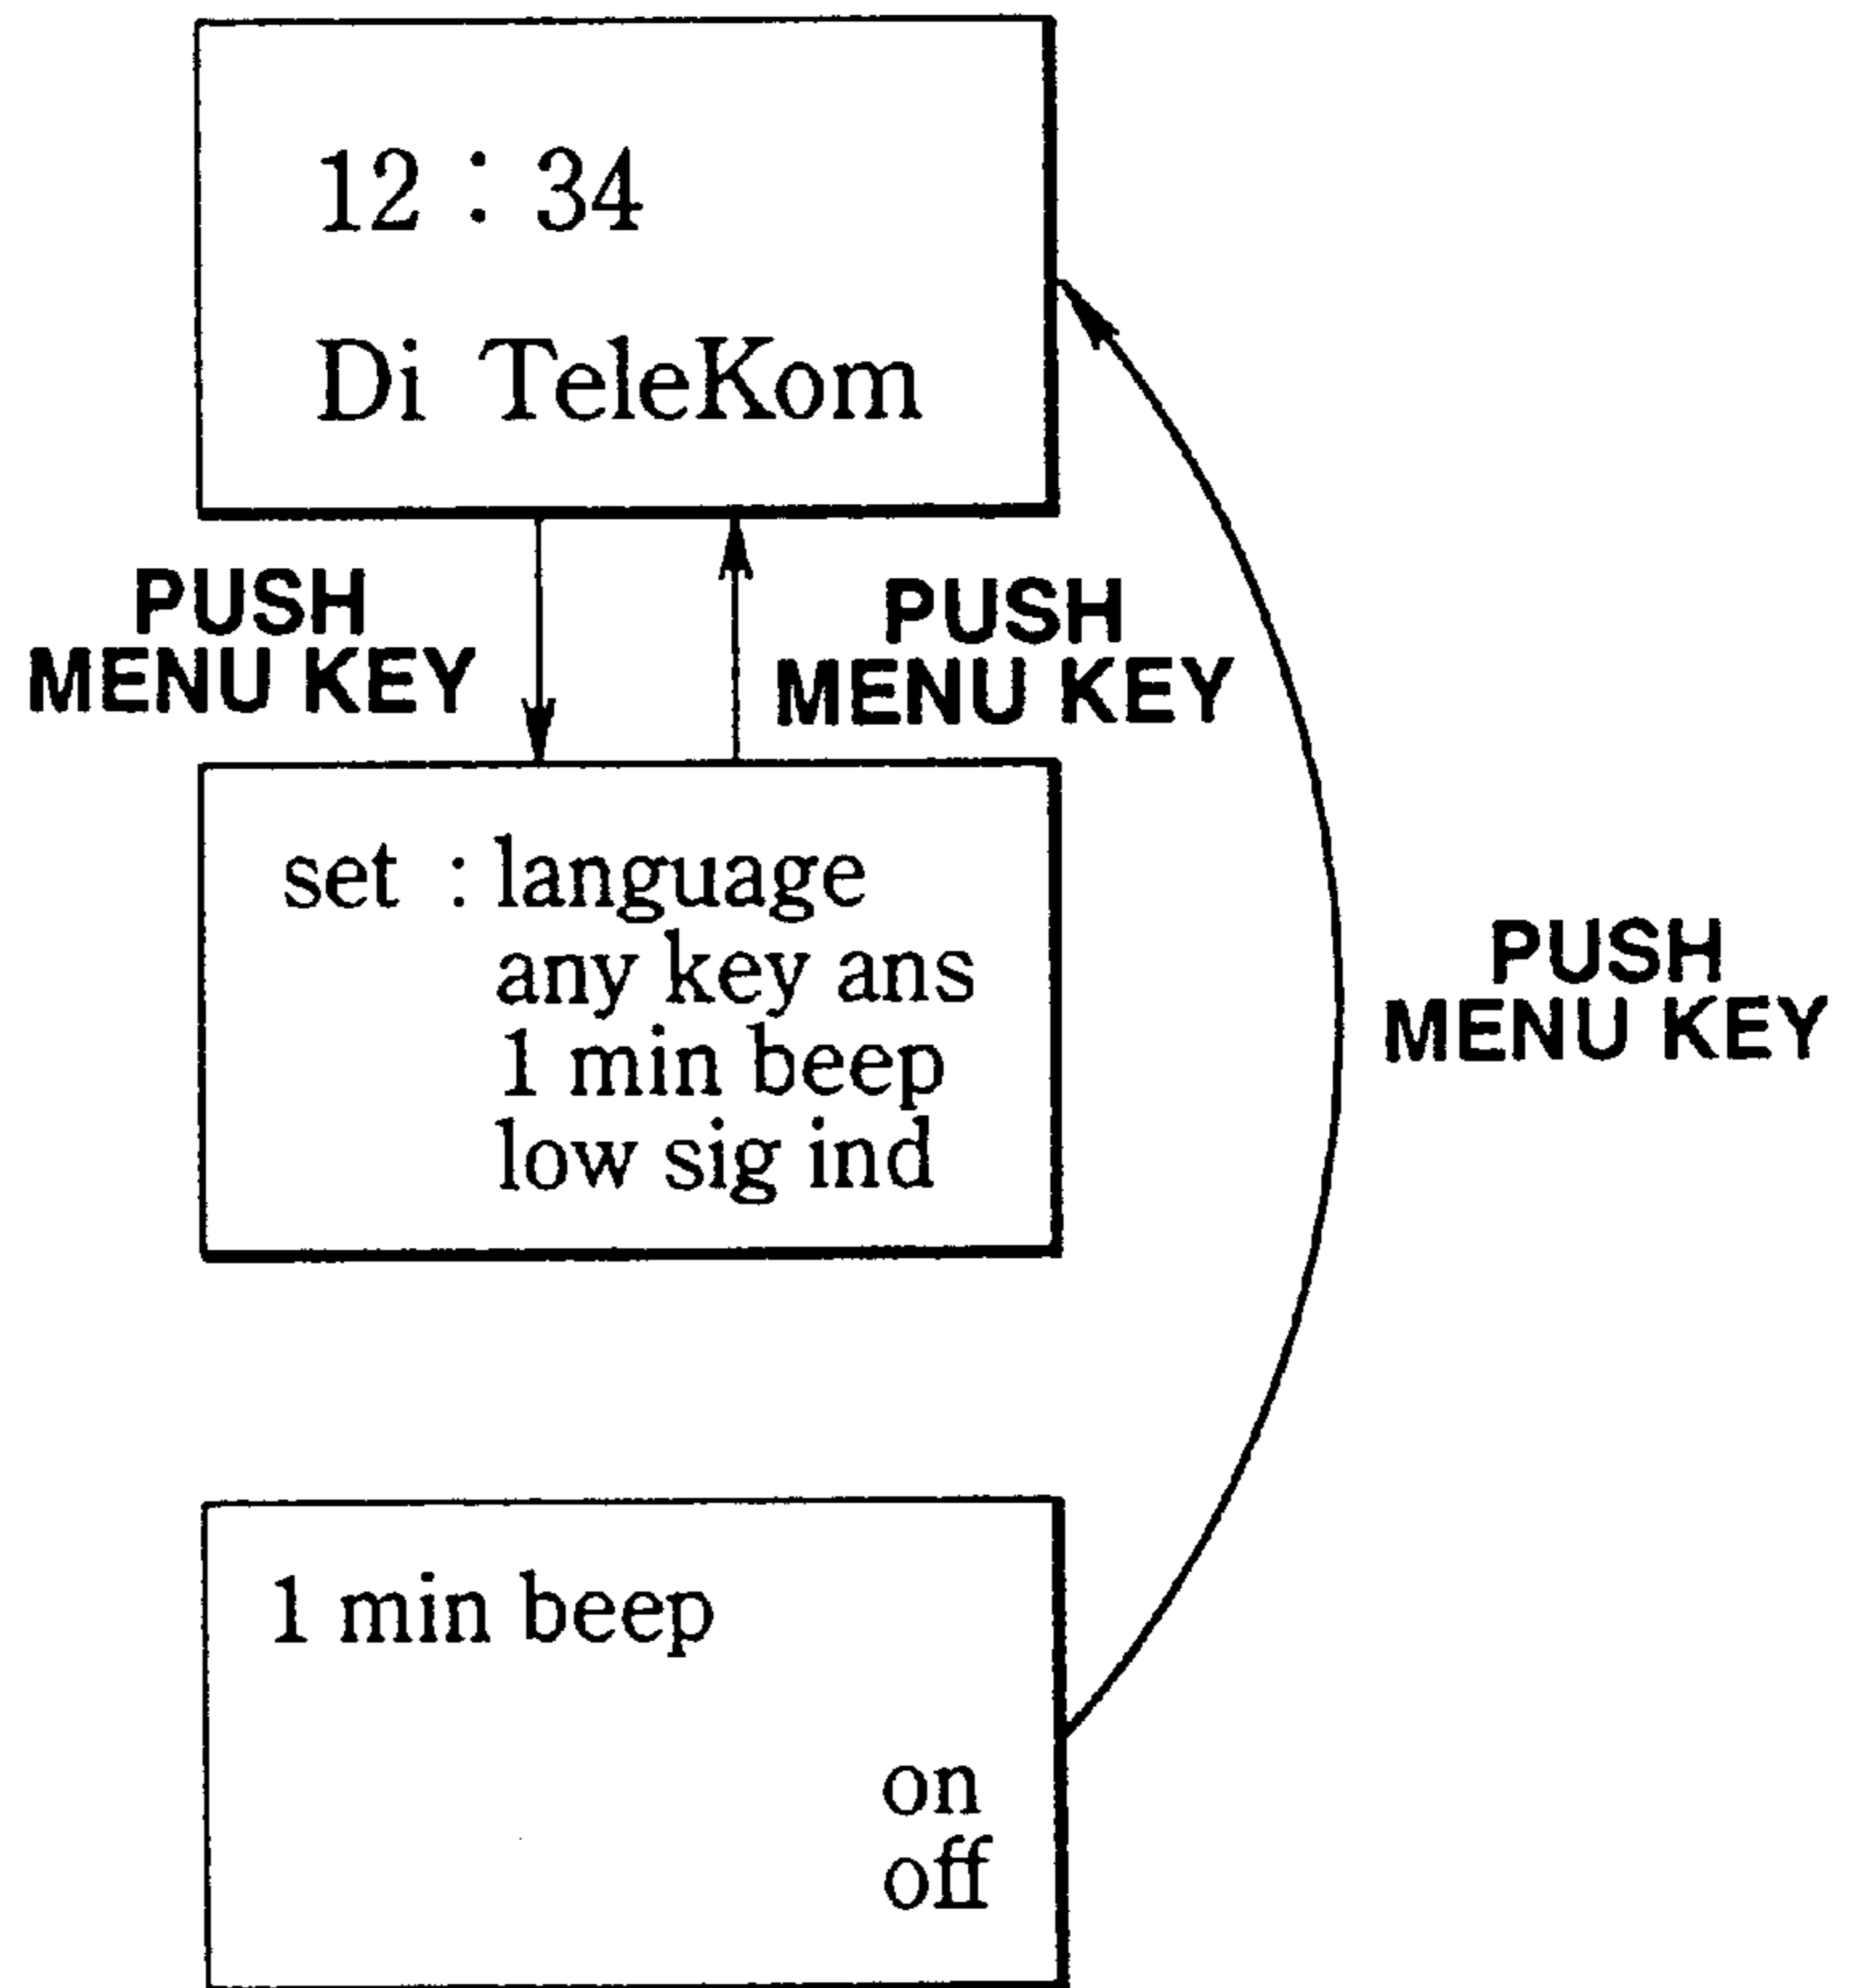 12 : 34
Di TeleKom
PUSH
MENU KEY
PUSH
MENU KEY
set : language
any key ans
1 min beep
low sig ind
PUSH
MENU KEY
1 min beep
on
off